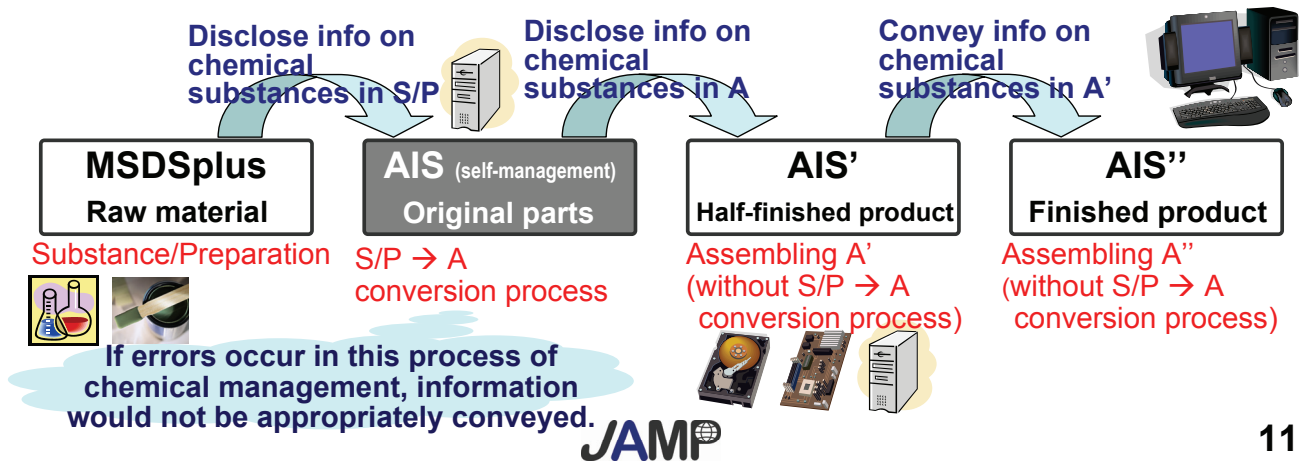 Disclose info on
chemical
substances in S/P
Disclose info on
chemical
substances in A
Convey info on
chemical
substances in A’
MSDSplus
Raw material
AIS (self-management)
Original parts
AIS’
Half-finished product
AIS’’
Finished product
Substance/Preparation
S/P → A
conversion process
Assembling A’
(without S/P → A
conversion process)
Assembling A’’
(without S/P → A
conversion process)
If errors occur in this process of
chemical management, information
would not be appropriately conveyed.
JAMP
11